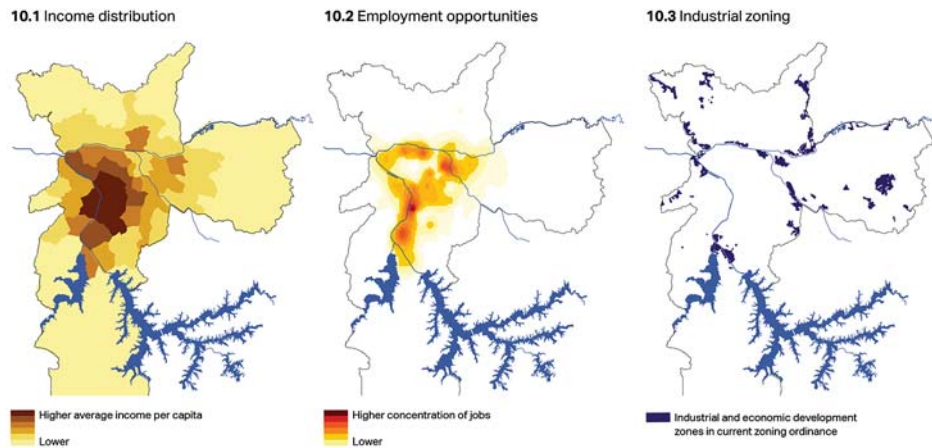 10.1 Income distribution
10.2 Employment opportunities
10.3 Industrial zoning
Higher average income per capita
Lower
Higher concentration of jobs
Lower
Industrial and economic development
zones in current zoning ordinance